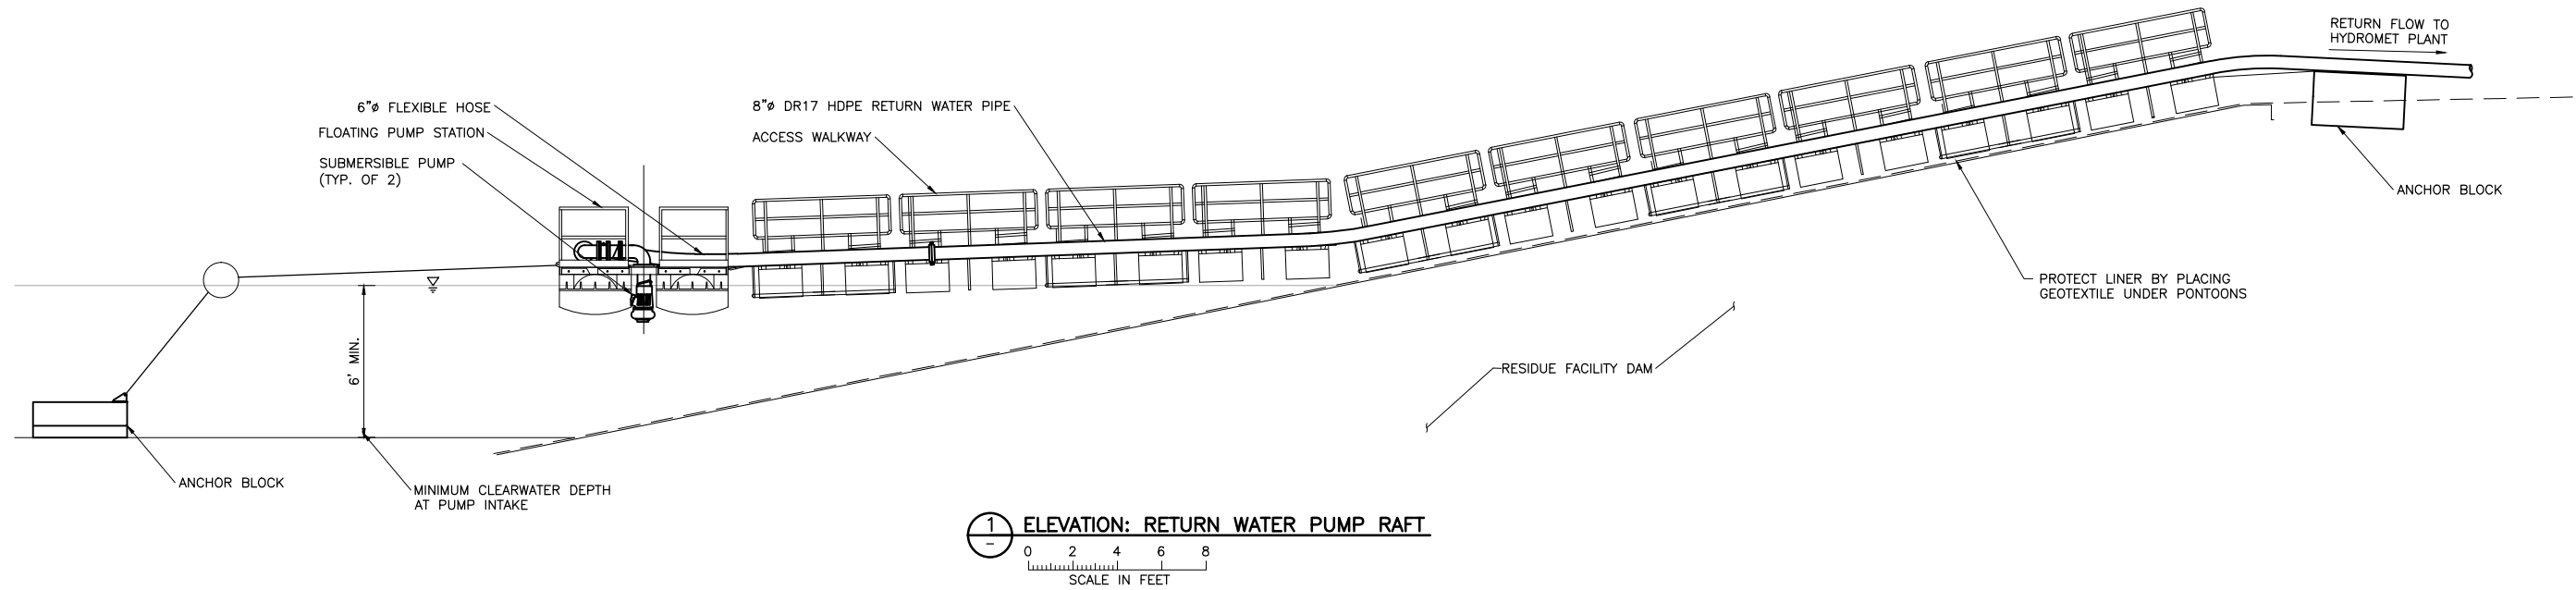 RETURN FLOW TO
HYDROMET PLANT
6"ø FLEXIBLE HOSE
FLOATING PUMP STATION
SUBMERSIBLE PUMP
(TYP. OF 2)
8"ø DR17 HDPE RETURN WATER PIPE
ACCESS WALKWAY
ANCHOR BLOCK
PROTECT LINER BY PLACING
GEOTEXTILE UNDER PONTOONS
6' MIN.
RESIDUE FACILITY DAM
ANCHOR BLOCK
MINIMUM CLEARWATER DEPTH
AT PUMP INTAKE
1
–
ELEVATION: RETURN WATER PUMP RAFT
0 2 4 6 8
SCALE IN FEET